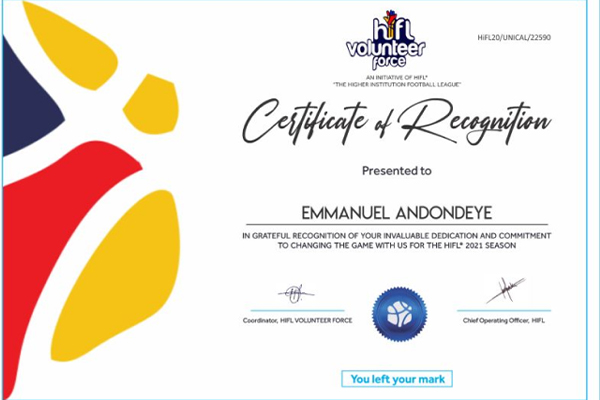 hifl
volunteer
force
HiFL20/UNICAL/22590
AN INITIATIVE OF HIFL®
"THE HIGHER INSTITUTION FOOTBALL LEAGUE"
Certificate of Recognition
Presented to
EMMANUEL ANDONDEYE
IN GRATEFUL RECOGNITION OF YOUR INVALUABLE DEDICATION AND COMMITMENT
TO CHANGING THE GAME WITH US FOR THE HIFL® 2021 SEASON
Coordinator, HIFL VOLUNTEER FORCE
Chief Operating Officer, HIFL
You left your mark